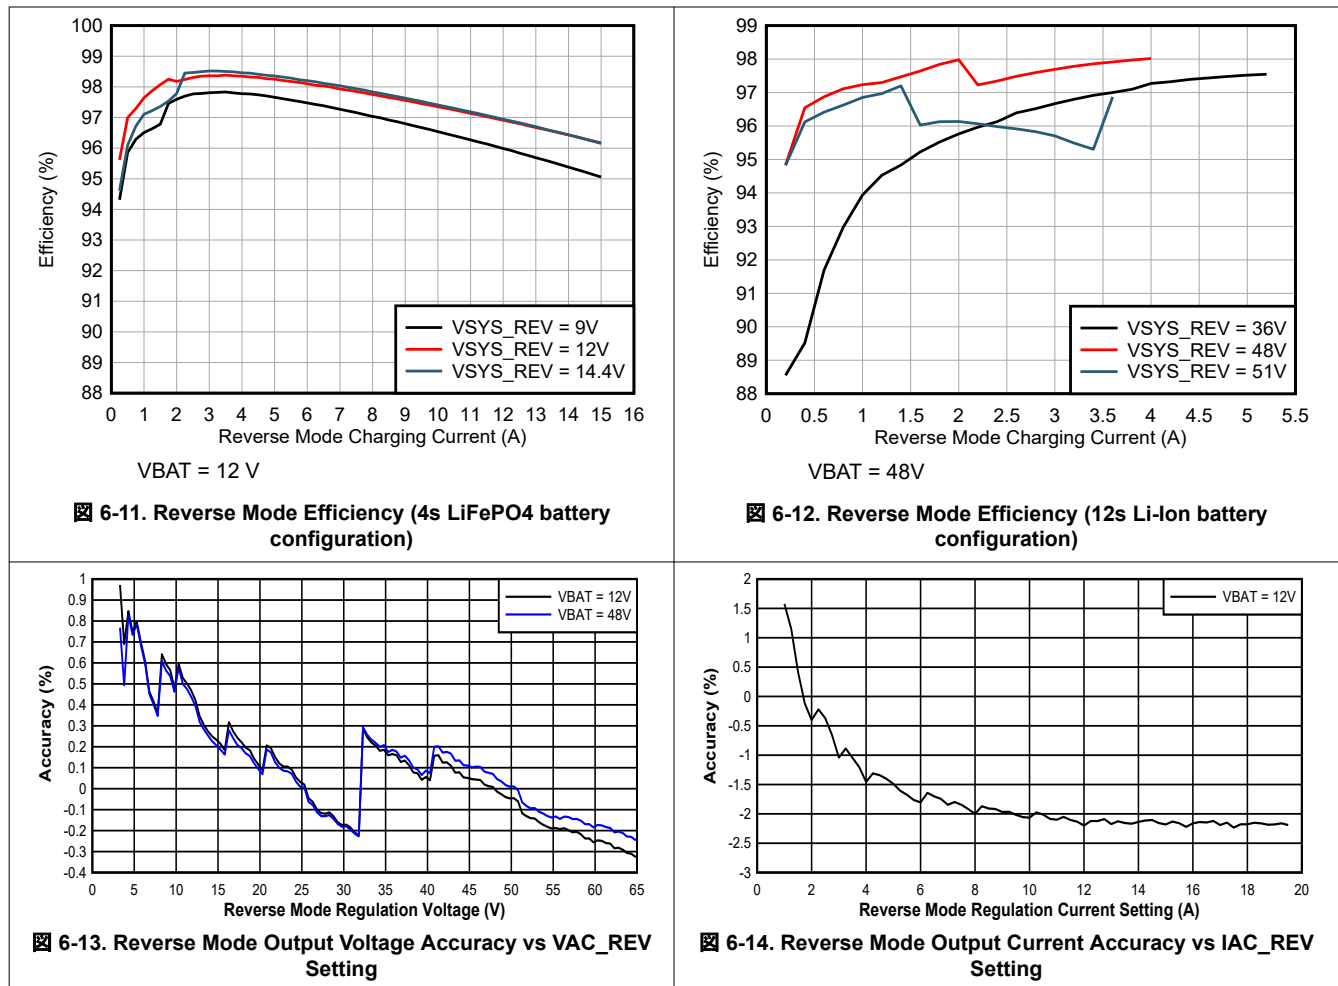 100
99
98
97
96
95
94
93
92
91
90
89
88
Efficiency (%)
VSYS_REV = 9V
VSYS_REV = 12V
VSYS_REV = 14.4V
0 1 2 3 4 5 6 7 8 9 10 11 12 13 14 15 16
Reverse Mode Charging Current (A)
VBAT = 12 V
図 6-11. Reverse Mode Efficiency (4s LiFePO4 battery
configuration)
99
98
97
96
95
94
93
92
91
90
89
88
Efficiency (%)
VSYS_REV = 36V
VSYS_REV = 48V
VSYS_REV = 51V
0 0.5 1 1.5 2 2.5 3 3.5 4 4.5 5 5.5
Reverse Mode Charging Current (A)
VBAT = 48V
図 6-12. Reverse Mode Efficiency (12s Li-Ion battery
configuration)
1
0.9
0.8
0.7
0.6
0.5
0.4
0.3
0.2
0.1
0
-0.1
-0.2
-0.3
-0.4
Accuracy (%)
VBAT = 12V
VBAT = 48V
0 5 10 15 20 25 30 35 40 45 50 55 60 65
Reverse Mode Regulation Voltage (V)
図 6-13. Reverse Mode Output Voltage Accuracy vs VAC_REV
Setting
2
1.5
1
0.5
0
-0.5
-1
-1.5
-2
-2.5
-3
Accuracy (%)
VBAT = 12V
0 2 4 6 8 10 12 14 16 18 20
Reverse Mode Regulation Current Setting (A)
図 6-14. Reverse Mode Output Current Accuracy vs IAC_REV
Setting